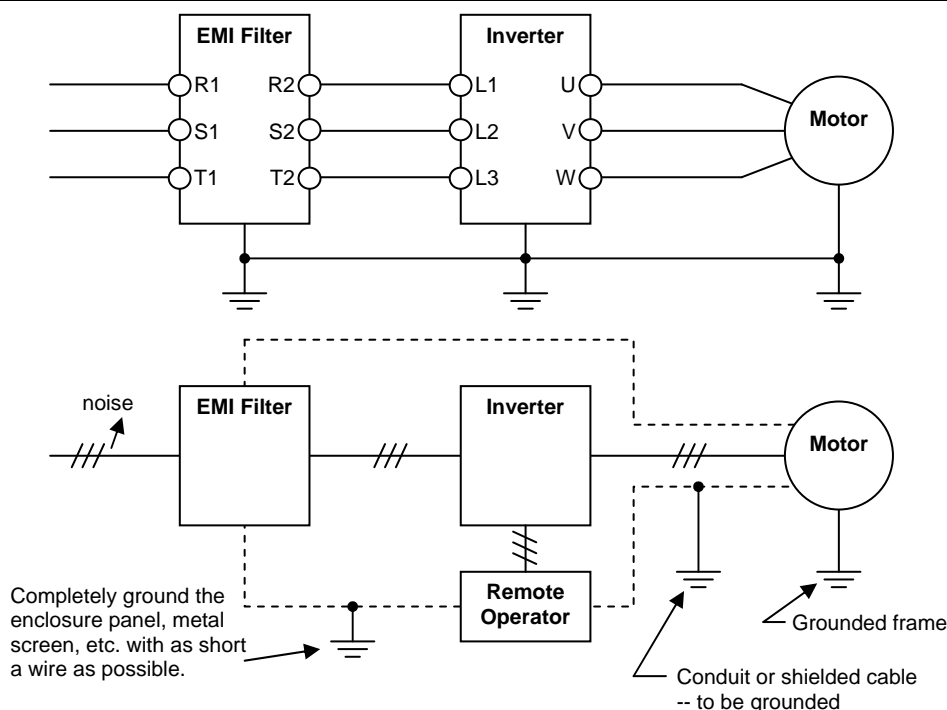 EMI Filter
Inverter
R1
R2
L1
U
Motor
S1
S2
L2
V
T1
T2
L3
W
noise
EMI Filter
Inverter
Motor
Remote
Operator
Completely ground the
enclosure panel, metal
screen, etc. with as short
a wire as possible.
Grounded frame
Conduit or shielded cable
-- to be grounded